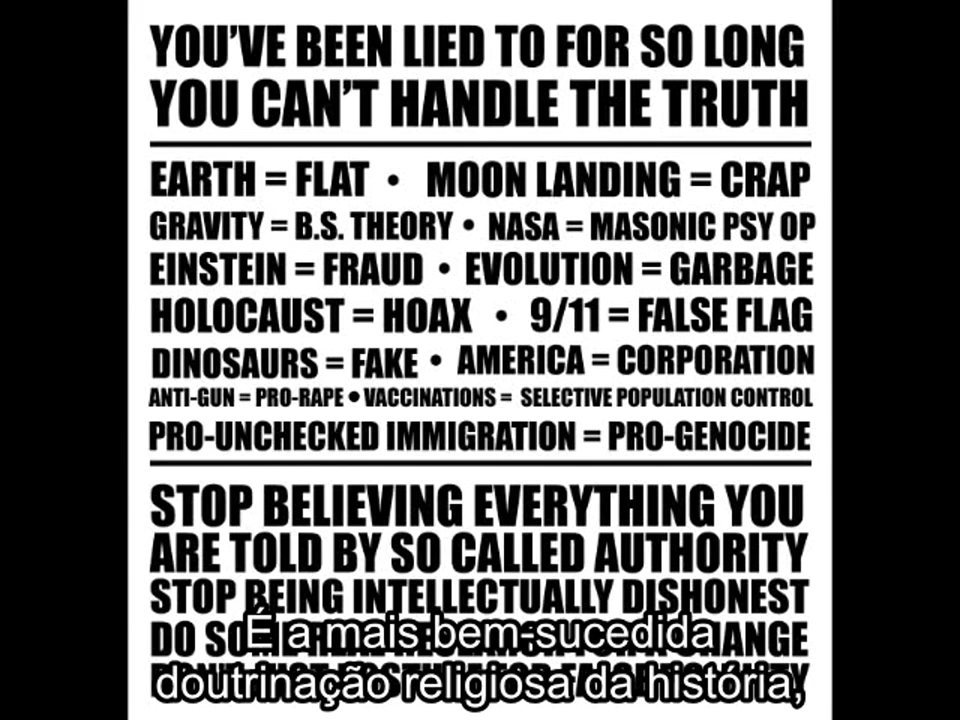 YOU'VE BEEN LIED TO FOR SO LONG
YOU CAN'T HANDLE THE TRUTH
EARTH = FLAT • MOON LANDING = CRAP
GRAVITY = B.S. THEORY • NASA = MASONIC PSY OP
EINSTEIN = FRAUD • EVOLUTION = GARBAGE
HOLOCAUST = HOAX • 9/11 = FALSE FLAG
DINOSAURS = FAKE • AMERICA = CORPORATION
ANTI-GUN = PRO-RAPE • VACCINATIONS = SELECTIVE POPULATION CONTROL
PRO-UNCHECKED IMMIGRATION = PRO-GENOCIDE
STOP BELIEVING EVERYTHING YOU
ARE TOLD BY SO CALLED AUTHORITY
STOP BEING INTELLECTUALLY DISHONEST
DO
É a mais bem-sucedida
doutrinação religiosa da história,